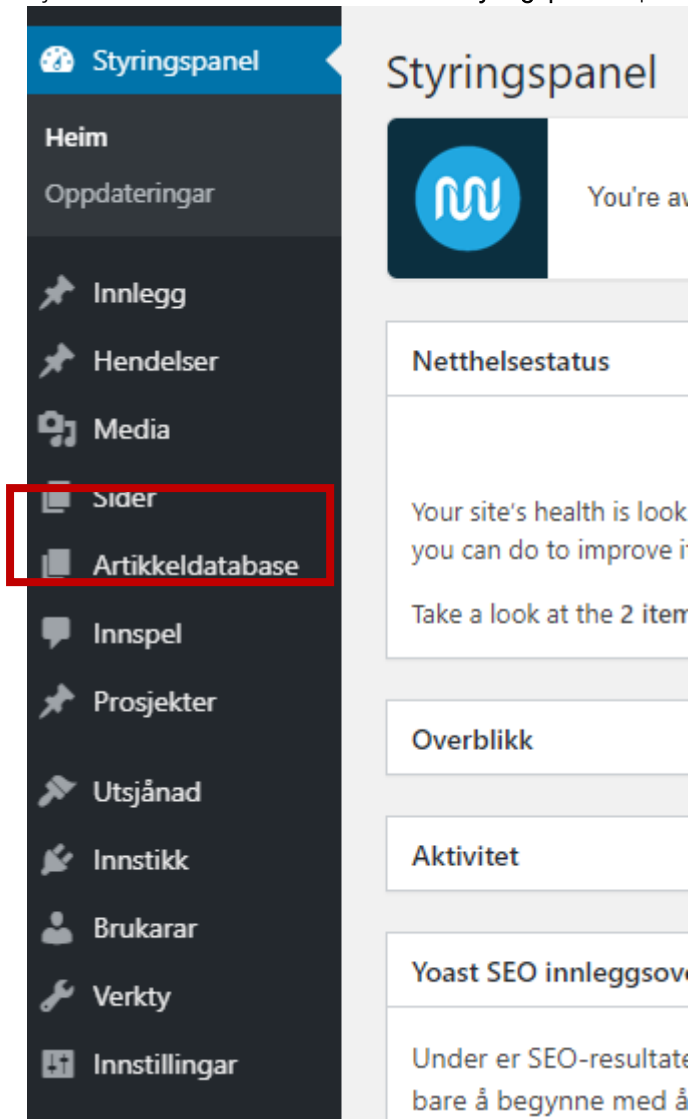 Styringspanel
Heim
Oppdateringar
Innlegg
Hendelser
Media
Sider
Artikkeldatabase
Innspel
Prosjekter
Utsjånad
Innstikk
Brukarar
Verkty
Innstillingar
Styringspanel
You're
Netthelsestatus
Your site's health is look
you can do to improve
Take a look at the 2 item
Overblikk
Aktivitet
Yoast SEO innleggsove
Under er SEO-resultate
bare å begynne med å